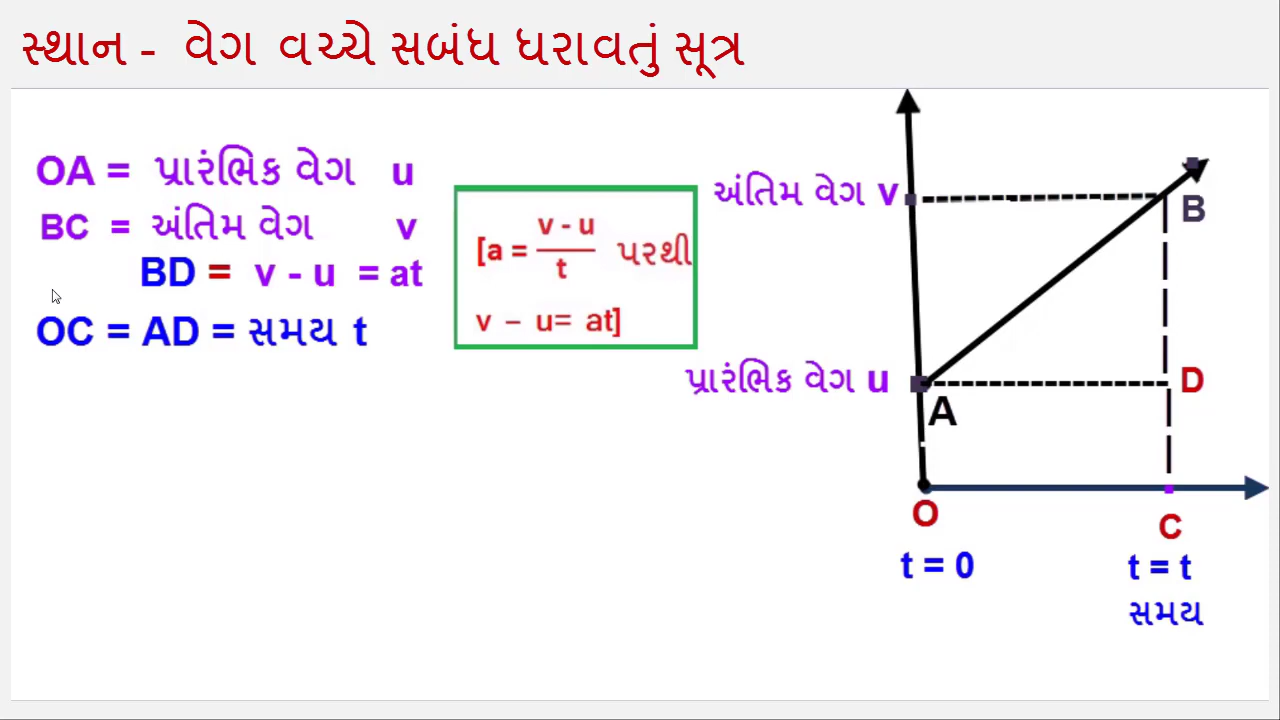 સ્થાન - વેગ વચ્ચે સબંધ ધરાવતું સૂત્ર
OA = પ્રારંભિક વેગ u
BC = અંતિમ વેગ v
BD = v - u = at
OC = AD = સમય t
[a = v - u / t પરથી
v – u= at]
અંતિમ વેગ v
B
પ્રારંભિક વેગ u
A
D
O
C
t = 0
t = t
સમય